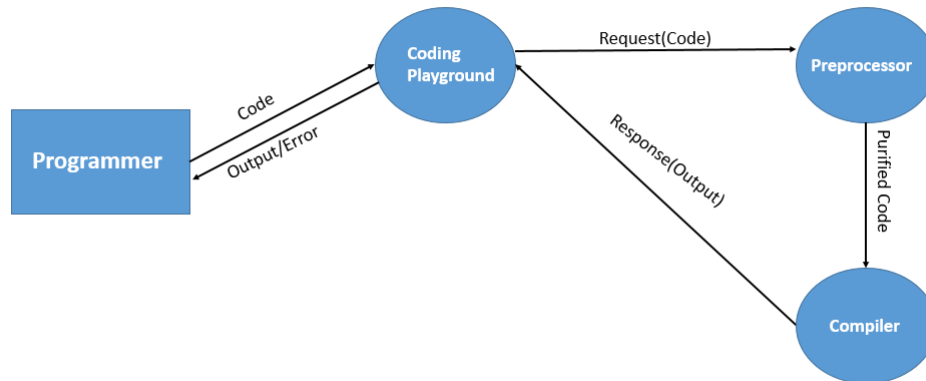 Programmer
Code
Output/Error
Coding
Playground
Request(Code)
Preprocessor
Response(Output)
Purified Code
Compiler